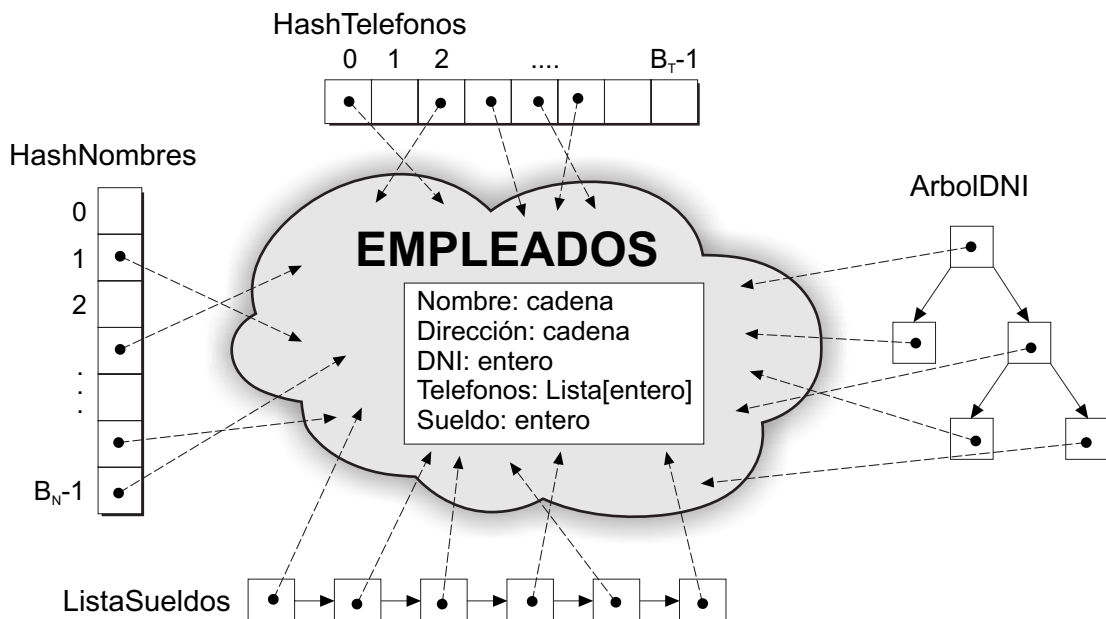 HashTelefonos
0 1 2 .... B_T-1
HashNombres
0
1
2
.
.
.
B_N-1
EMPLEADOS
Nombre: cadena
Dirección: cadena
DNI: entero
Telefonos: Lista[entero]
Sueldo: entero
ArbolDNI
ListaSueldos